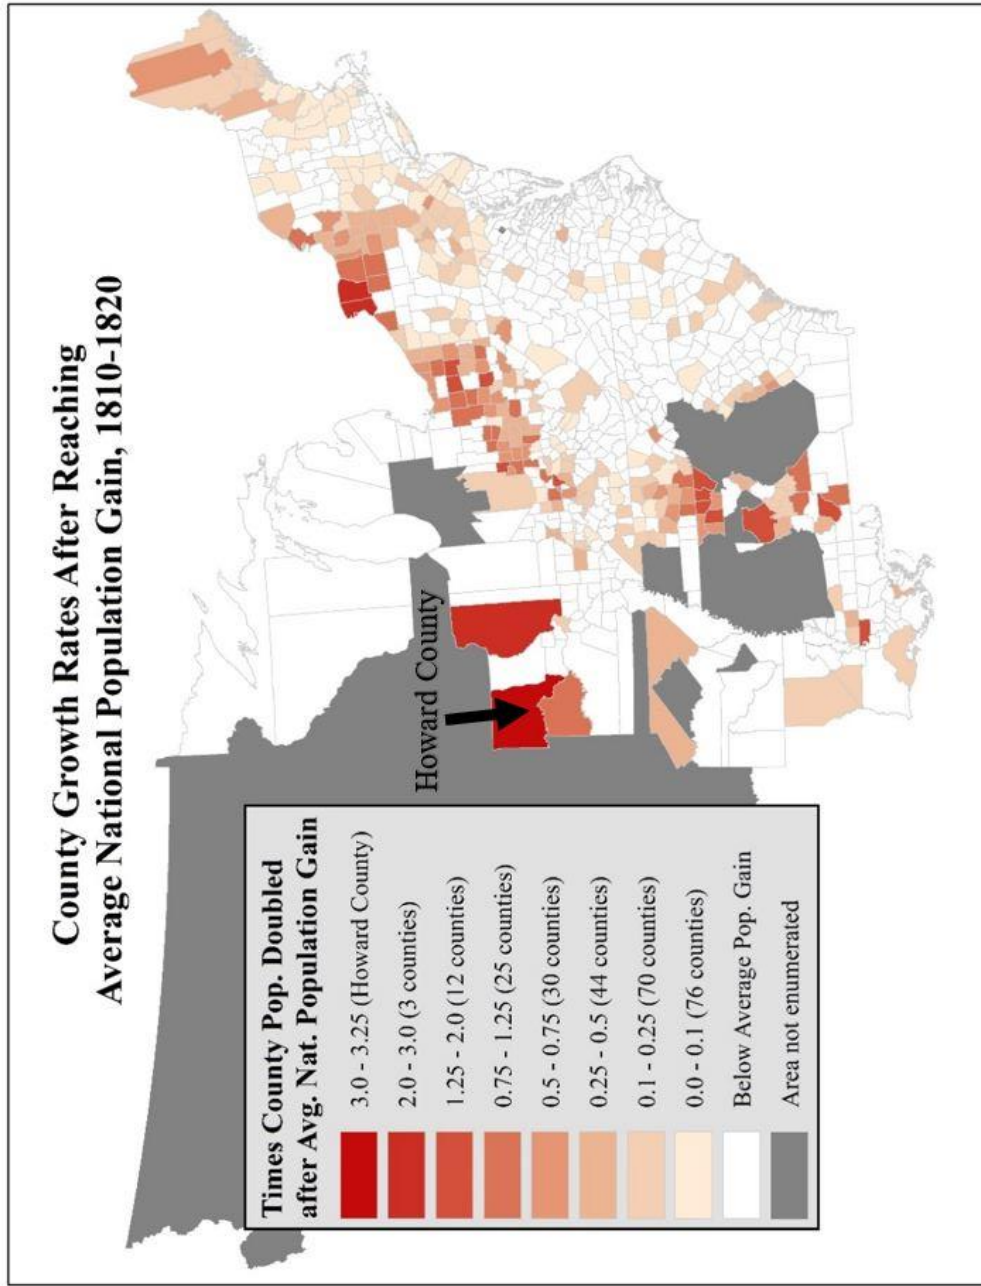 County Growth Rates After Reaching
Average National Population Gain, 1810-1820
Howard County
Times County Pop. Doubled
after Avg. Nat. Population Gain
3.0 - 3.25 (Howard County)
2.0 - 3.0 (3 counties)
1.25 - 2.0 (12 counties)
0.75 - 1.25 (25 counties)
0.5 - 0.75 (30 counties)
0.25 - 0.5 (44 counties)
0.1 - 0.25 (70 counties)
0.0 - 0.1 (76 counties)
Below Average Pop. Gain
Area not enumerated